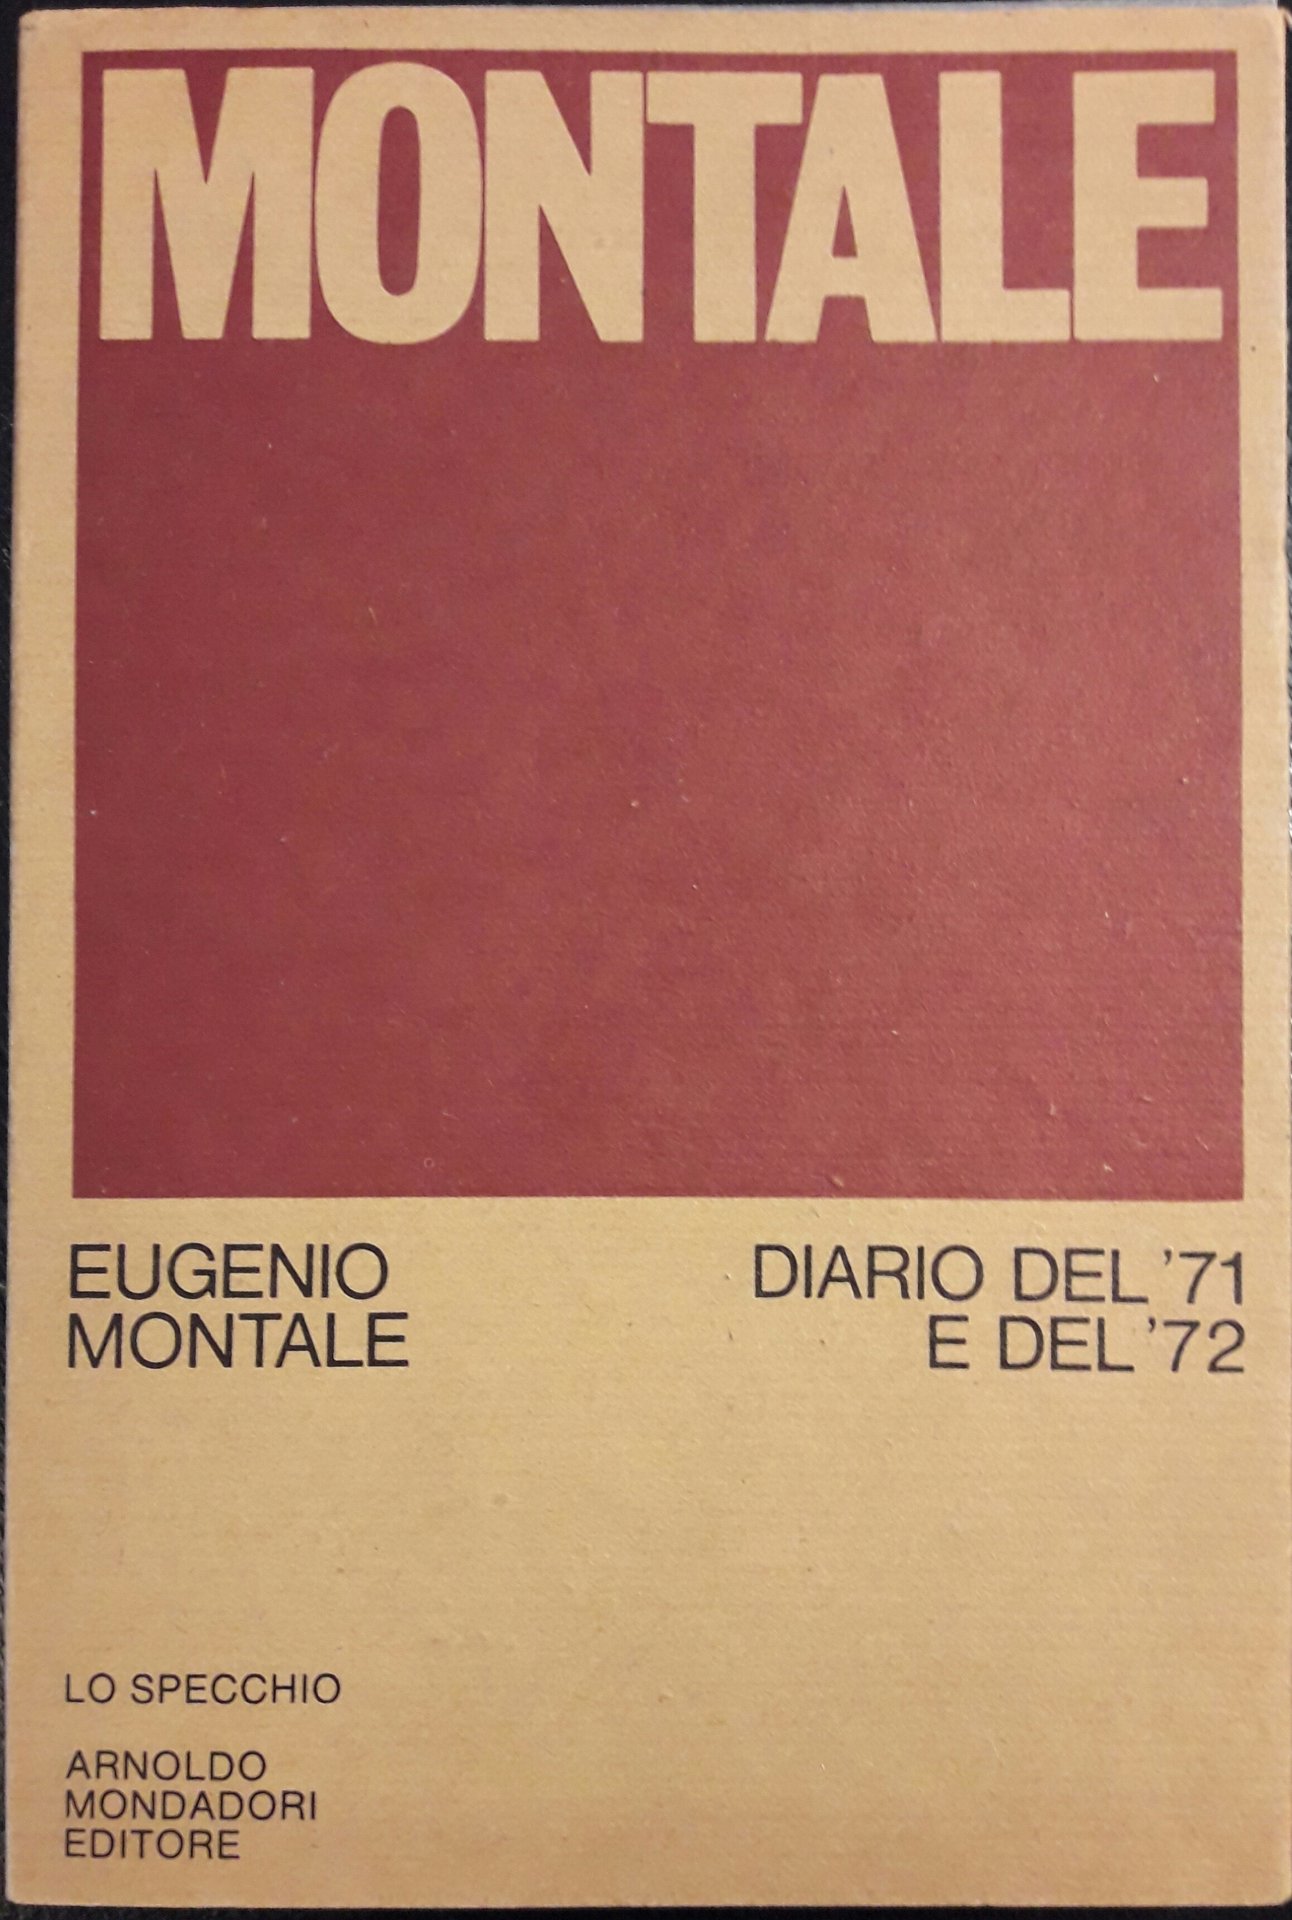 MONTALE
EUGENIO
MONTALE
DIARIO DEL '71
E DEL '72
LO SPECCHIO
ARNOLDO
MONDADORI
EDITORE